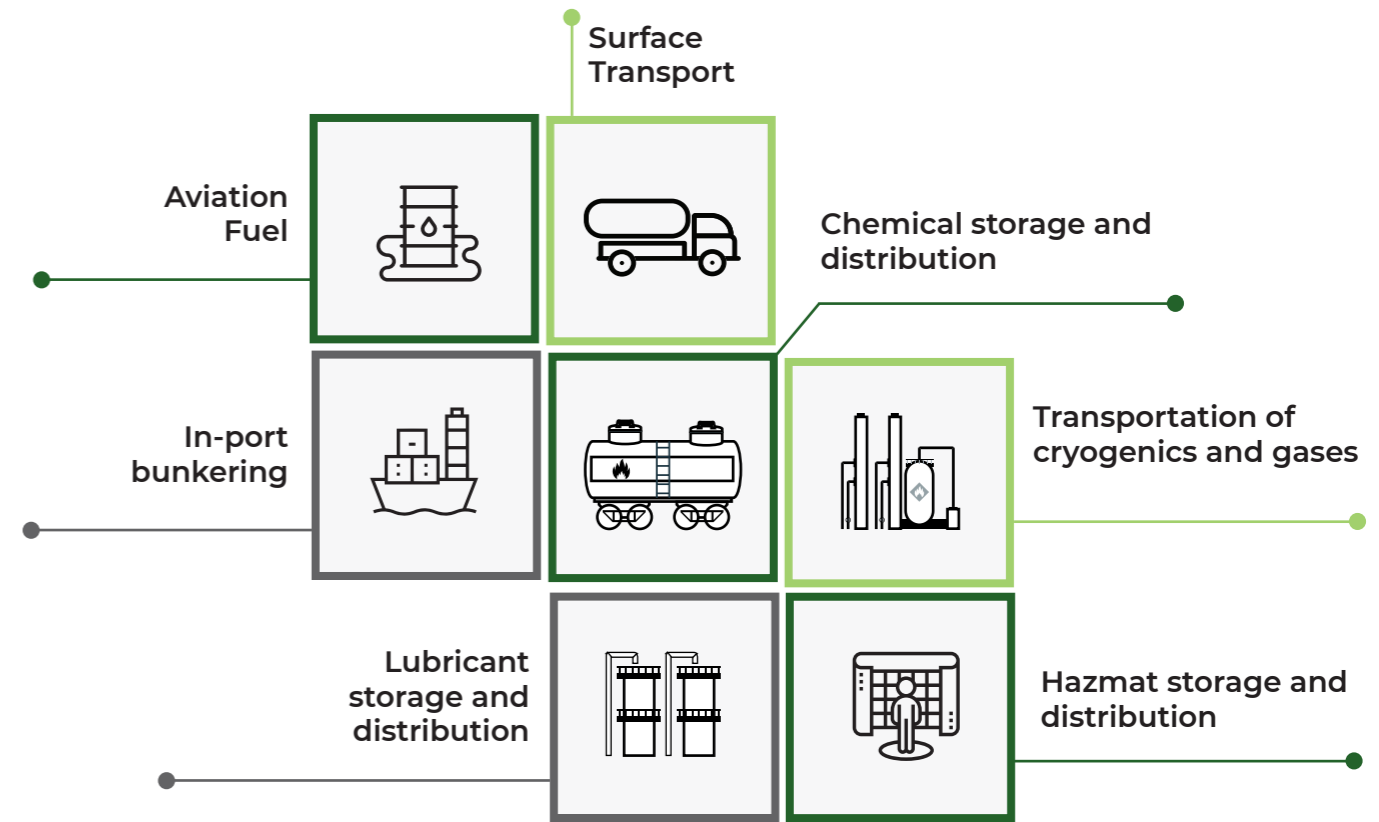 Surface
Transport
Aviation
Fuel
Chemical storage and
distribution
In-port
bunkering
Transportation of
cryogenics and gases
Lubricant
storage and
distribution
Hazmat storage and
distribution